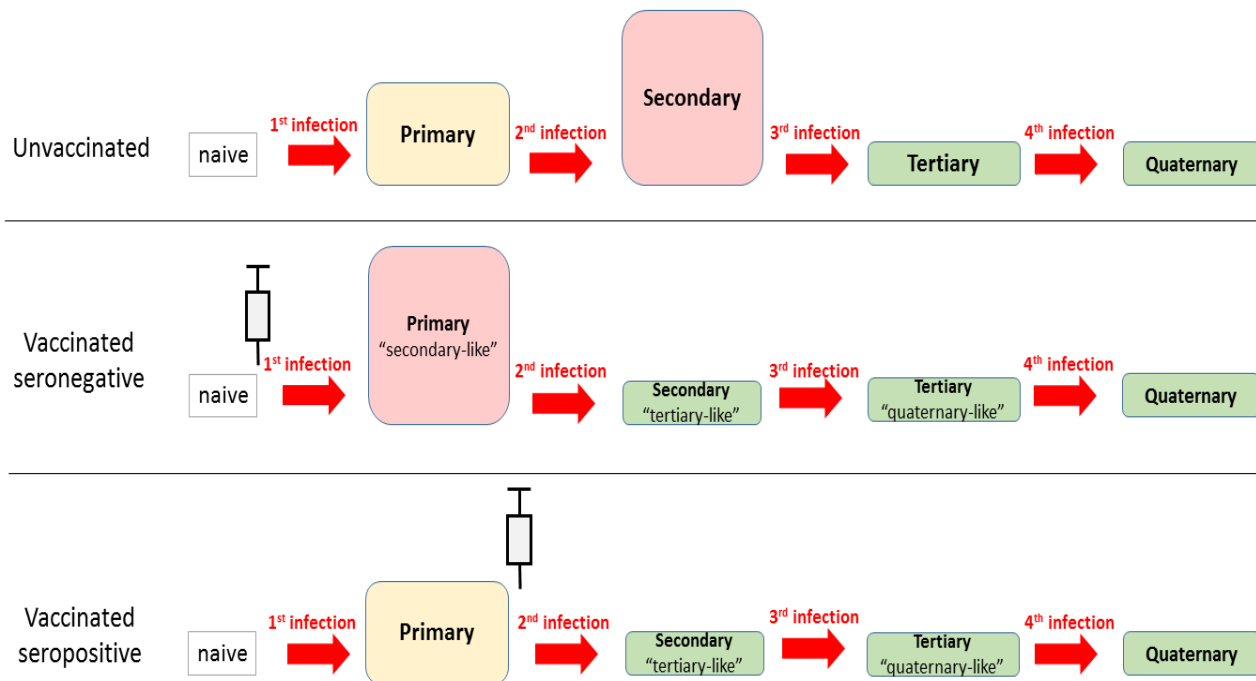 Unvaccinated
naive
1st infection
Primary
2nd infection
Secondary
3rd infection
Tertiary
4th infection
Quaternary
Vaccinated
seronegative
naive
1st infection
Primary
“secondary-like”
2nd infection
Secondary
“tertiary-like”
3rd infection
Tertiary
“quaternary-like”
4th infection
Quaternary
Vaccinated
seropositive
naive
1st infection
Primary
2nd infection
Secondary
“tertiary-like”
3rd infection
Tertiary
“quaternary-like”
4th infection
Quaternary